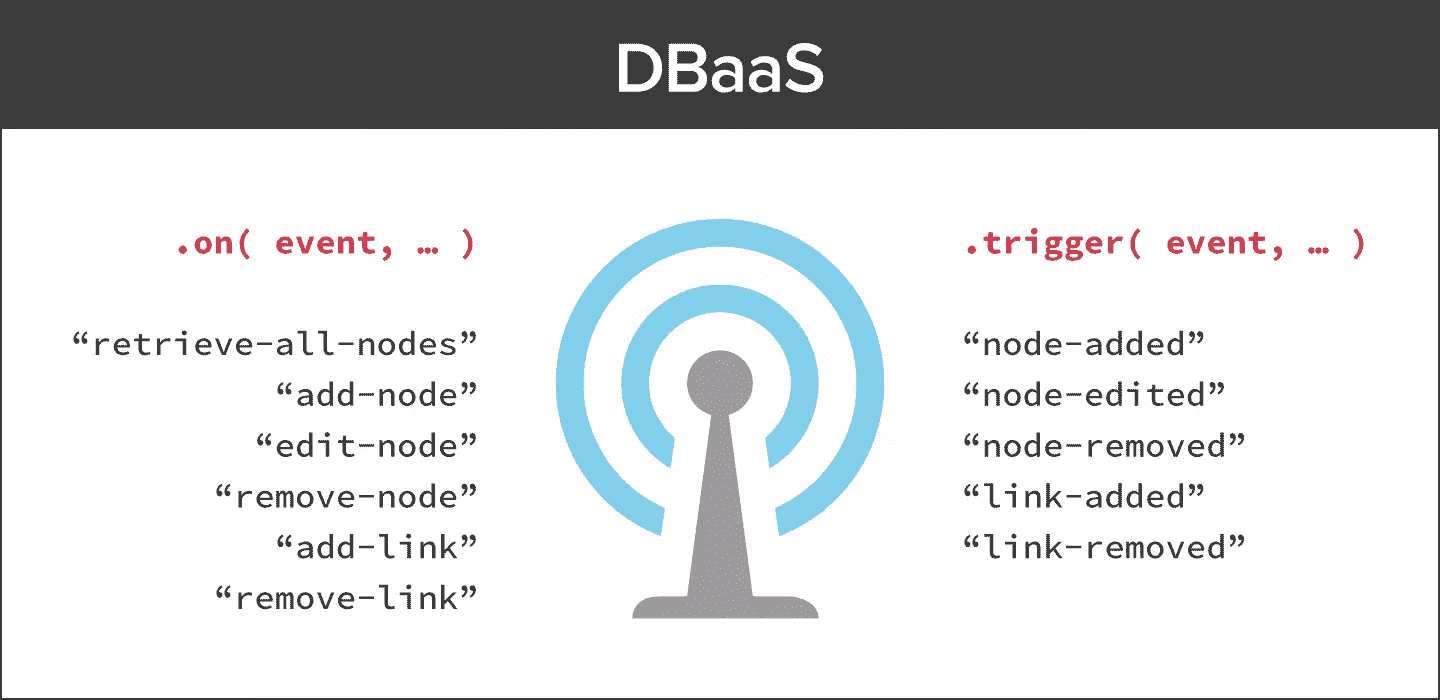 DBaaS
.on( event, … )
“retrieve-all-nodes”
“add-node”
“edit-node”
“remove-node”
“add-link”
“remove-link”
.trigger( event, … )
“node-added”
“node-edited”
“node-removed”
“link-added”
“link-removed”